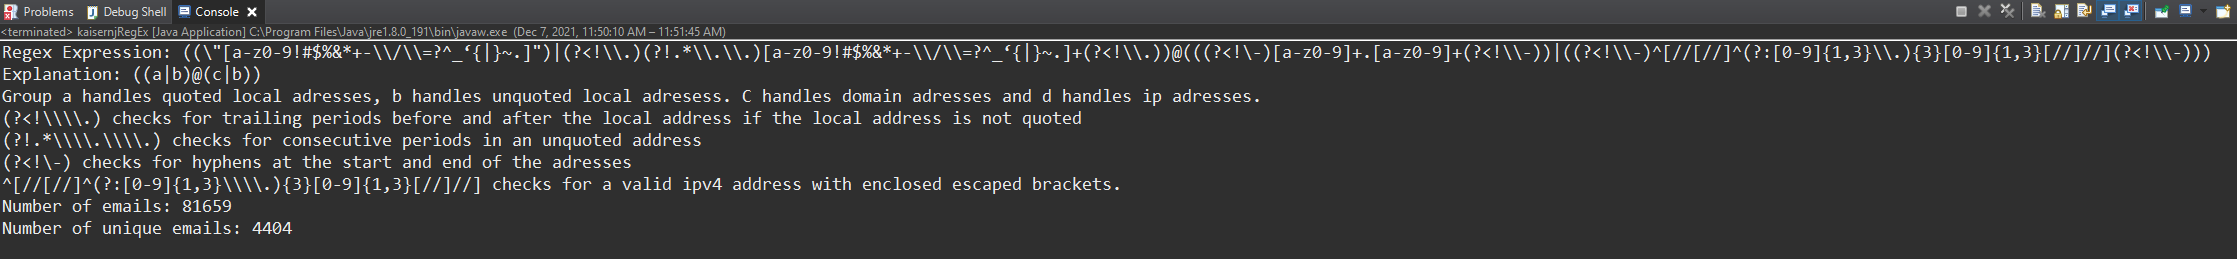 Problems Debug Shell Console
<terminated> kaisernjRegEx [Java Application] C:\Program Files\Java\jre1.8.0_191\bin\javaw.exe (Dec 7, 2021, 11:50:10 AM – 11:51:45 AM)
Regex Expression: ((\"[a-z0-9!#$%&*+-\\/\\=?^_‘{|}~.]")|(?<!\\.)(?!.*\\.\\.)[a-z0-9!#$%&*+-\\/\\=?^_‘{|}~.]+(?<!\\.))@(((?<!\-)[a-z0-9]+.[a-z0-9]+(?<!\\-))|((?<!\\-)^[//[//]^(?:[0-9]{1,3}\\.){3}[0-9]{1,3}[//]//](?<!\\-)))
Explanation: ((a|b)@(c|b))
Group a handles quoted local adresses, b handles unquoted local adresess. C handles domain adresses and d handles ip adresses.
(?<!\\\\.) checks for trailing periods before and after the local address if the local address is not quoted
(?!.*\\\\.\\\\.) checks for consecutive periods in an unquoted address
(?<!\-) checks for hyphens at the start and end of the adresses
^[//[//]^(?:[0-9]{1,3}\\\\.){3}[0-9]{1,3}[//]//] checks for a valid ipv4 address with enclosed escaped brackets.
Number of emails: 81659
Number of unique emails: 4404